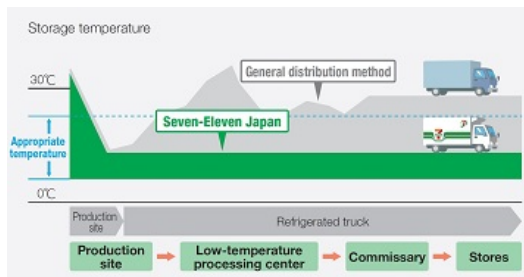 Storage temperature
30℃
General distribution method
Seven-Eleven Japan
Appropriate
temperature
0℃
Production
site
Refrigerated truck
Production
site
Low-temperature
processing center
Commissary
Stores